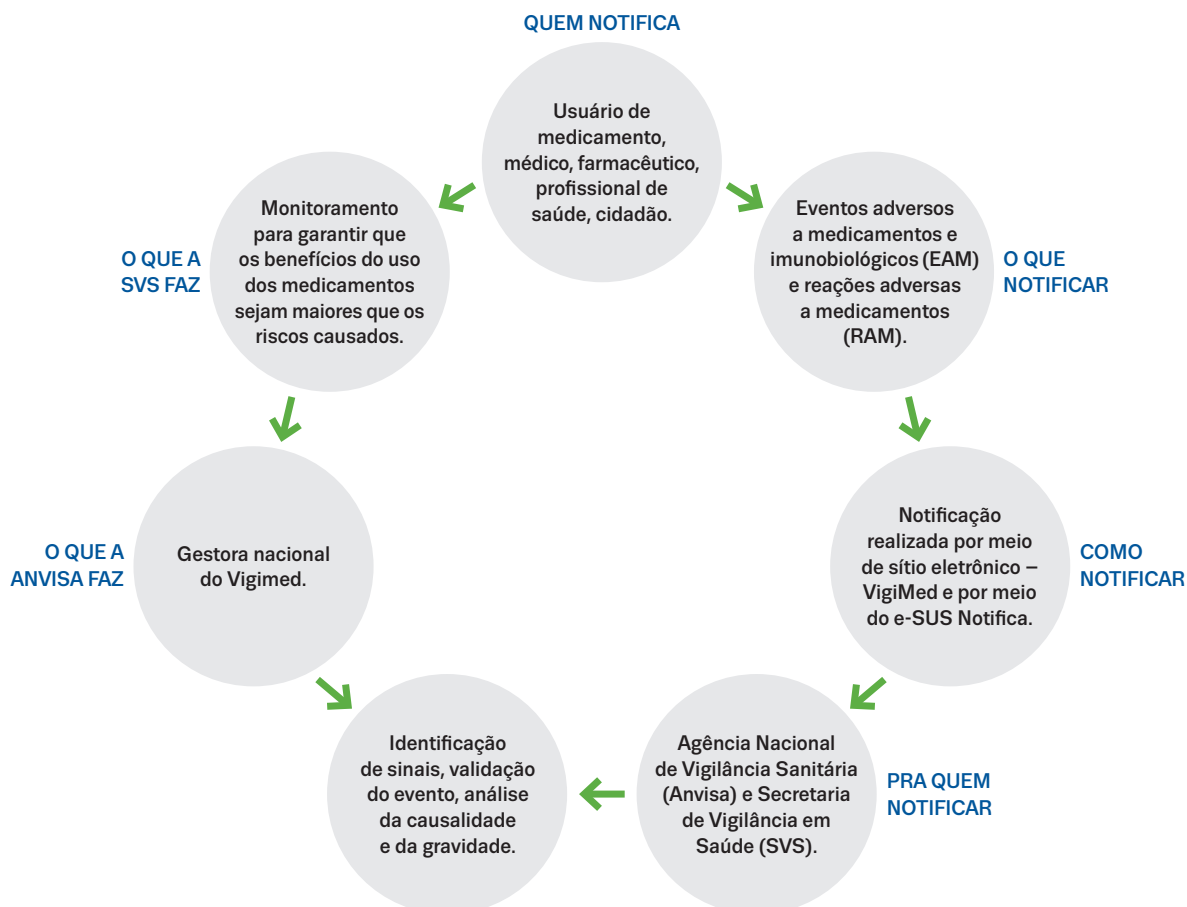 QUEM NOTIFICA
Usuário de
medicamento,
médico, farmacêutico,
profissional de
saúde, cidadão.
Eventos adversos
a medicamentos e
imunobiológicos (EAM)
e reações adversas
a medicamentos
(RAM).
O QUE
NOTIFICAR
Notificação
realizada por meio
de sítio eletrônico –
VigiMed e por meio
do e-SUS Notifica.
COMO
NOTIFICAR
Agência Nacional
de Vigilância Sanitária
(Anvisa) e Secretaria
de Vigilância em
Saúde (SVS).
PRA QUEM
NOTIFICAR
Identificação
de sinais, validação
do evento, análise
da causalidade
e da gravidade.
O QUE A
ANVISA FAZ
Gestora nacional
do Vigimed.
O QUE A
SVS FAZ
Monitoramento
para garantir que
os benefícios do uso
dos medicamentos
sejam maiores que os
riscos causados.